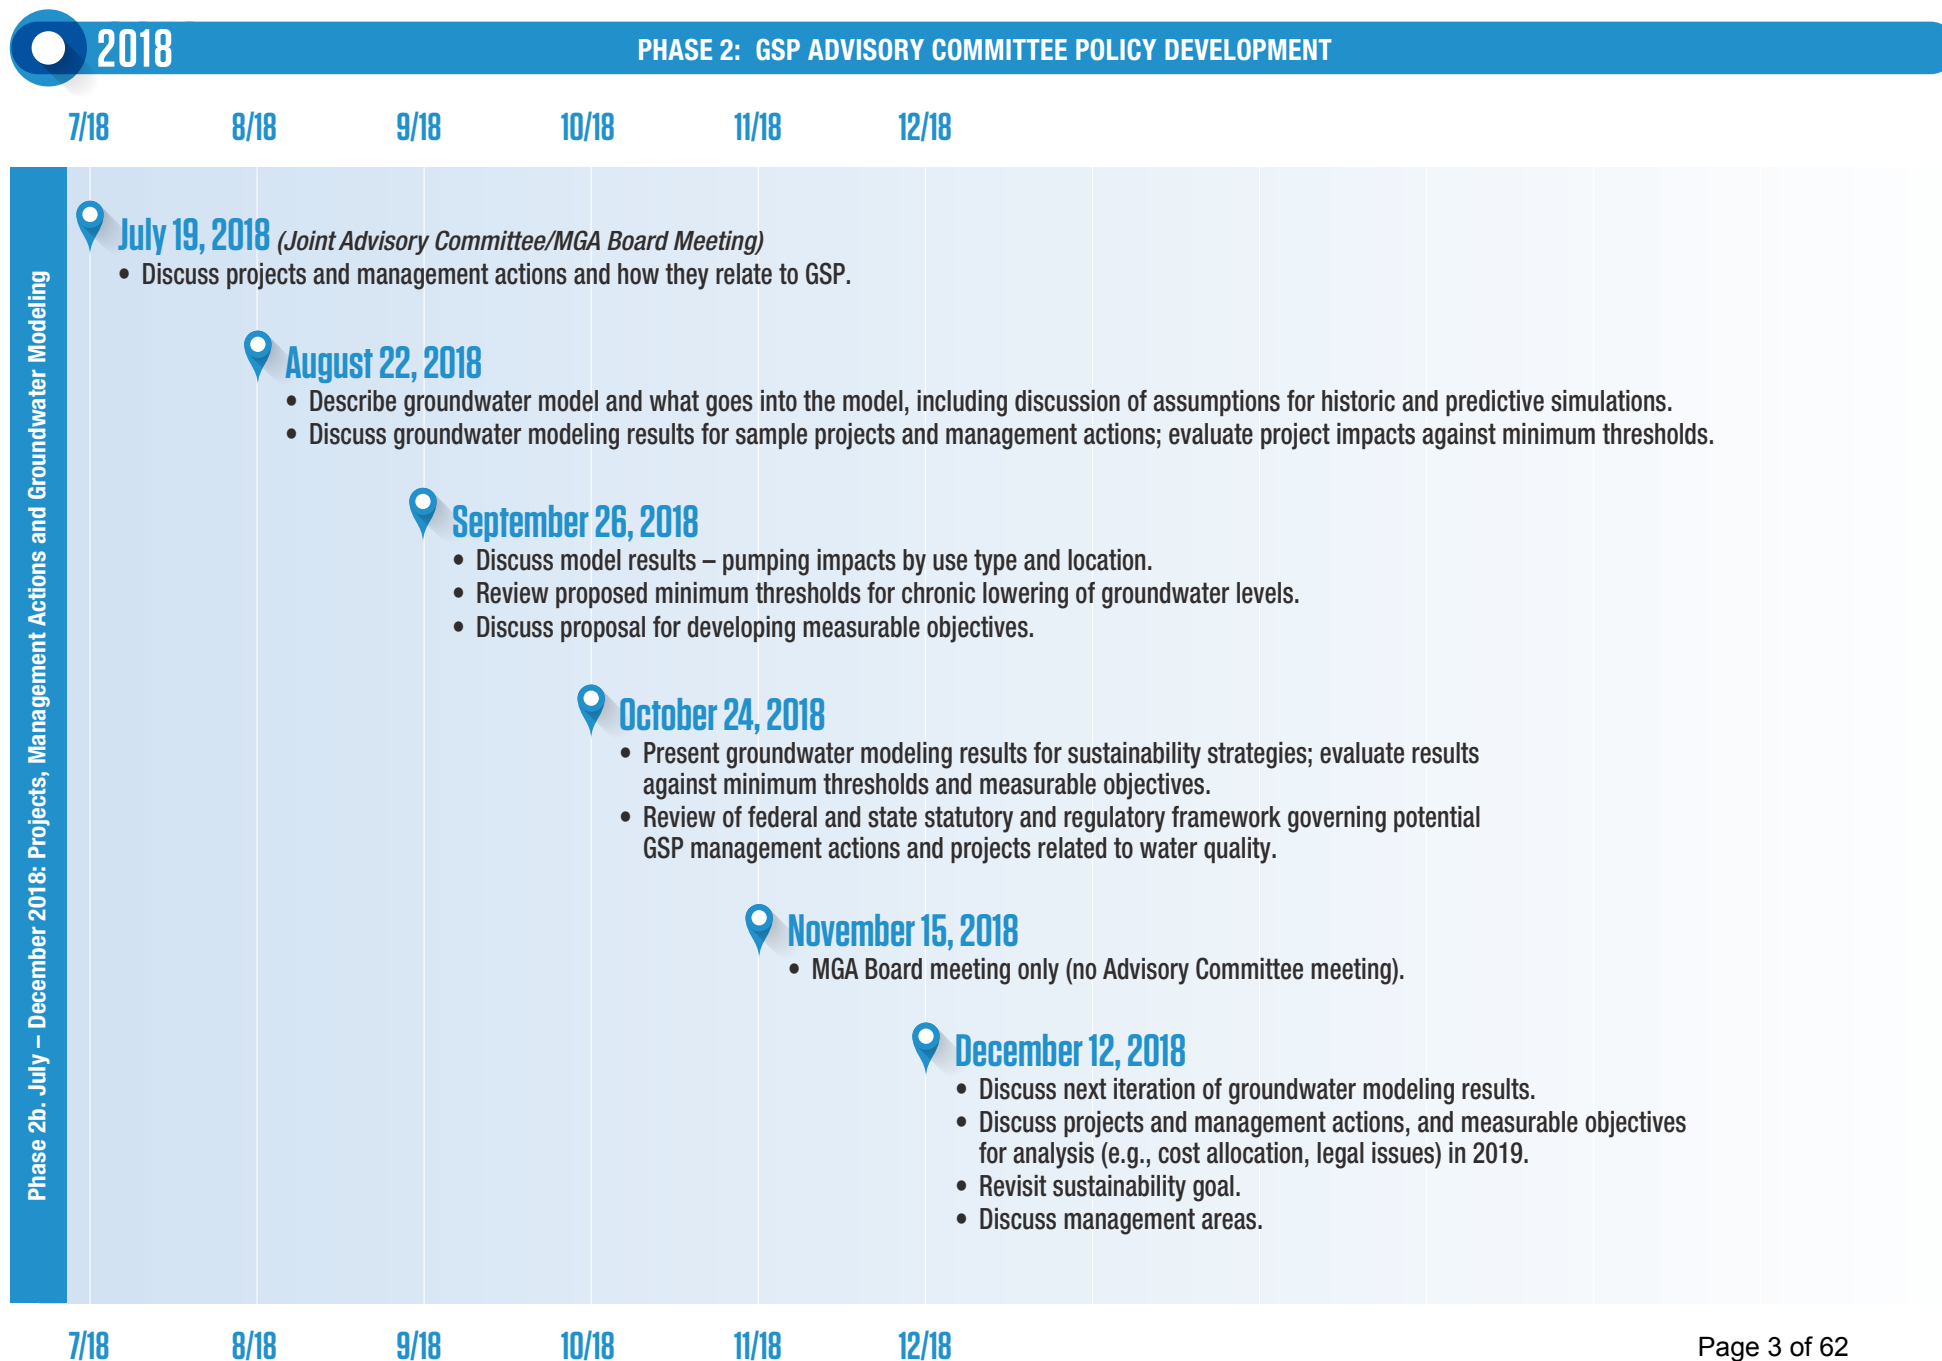 2018
PHASE 2: GSP ADVISORY COMMITTEE POLICY DEVELOPMENT
7/18 8/18 9/18 10/18 11/18 12/18
Phase 2b. July – December 2018: Projects, Management Actions and Groundwater Modeling
July 19, 2018 (Joint Advisory Committee/MGA Board Meeting)
• Discuss projects and management actions and how they relate to GSP.
August 22, 2018
• Describe groundwater model and what goes into the model, including discussion of assumptions for historic and predictive simulations.
• Discuss groundwater modeling results for sample projects and management actions; evaluate project impacts against minimum thresholds.
September 26, 2018
• Discuss model results – pumping impacts by use type and location.
• Review proposed minimum thresholds for chronic lowering of groundwater levels.
• Discuss proposal for developing measurable objectives.
October 24, 2018
• Present groundwater modeling results for sustainability strategies; evaluate results
against minimum thresholds and measurable objectives.
• Review of federal and state statutory and regulatory framework governing potential
GSP management actions and projects related to water quality.
November 15, 2018
• MGA Board meeting only (no Advisory Committee meeting).
December 12, 2018
• Discuss next iteration of groundwater modeling results.
• Discuss projects and management actions, and measurable objectives
for analysis (e.g., cost allocation, legal issues) in 2019.
• Revisit sustainability goal.
• Discuss management areas.
7/18 8/18 9/18 10/18 11/18 12/18
Page 3 of 62